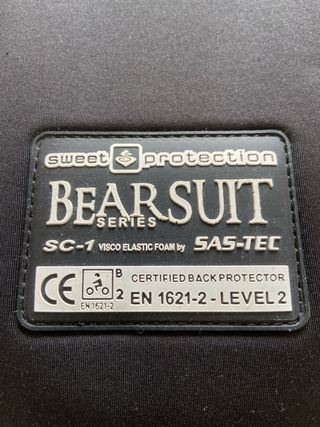 sweet protection
BEARSUIT
SERIES
SC-1 VISCO ELASTIC FOAM by SAS-TEC
CE B 2 EN 1621-2
CERTIFIED BACK PROTECTOR
EN 1621-2 - LEVEL 2